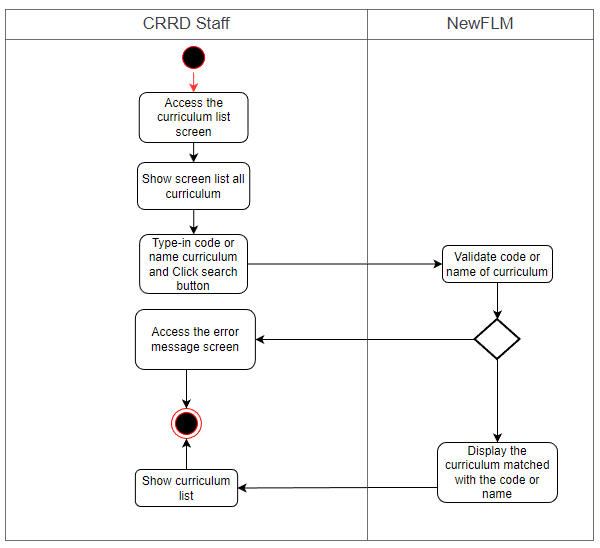 CRRD Staff
NewFLM
Access the
curriculum list
screen
Show screen list all
curriculum
Type-in code or
name curriculum
and Click search
button
Validate code or
name of curriculum
Access the error
message screen
Display the
curriculum matched
with the code or
name
Show curriculum
list